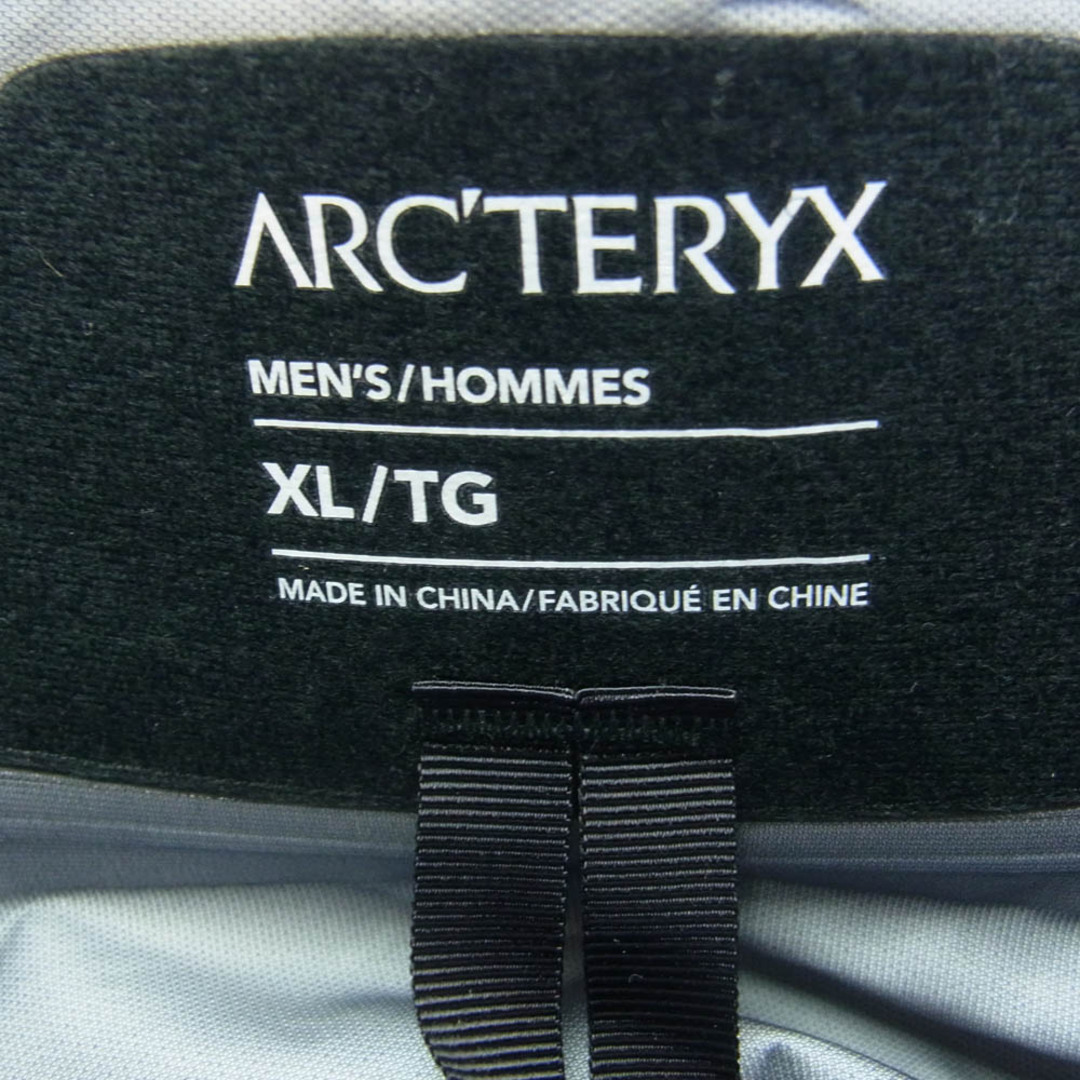 ARC'TERYX
MEN'S/HOMMES
XL/TG
MADE IN CHINA/FABRIQUÉ EN CHINE